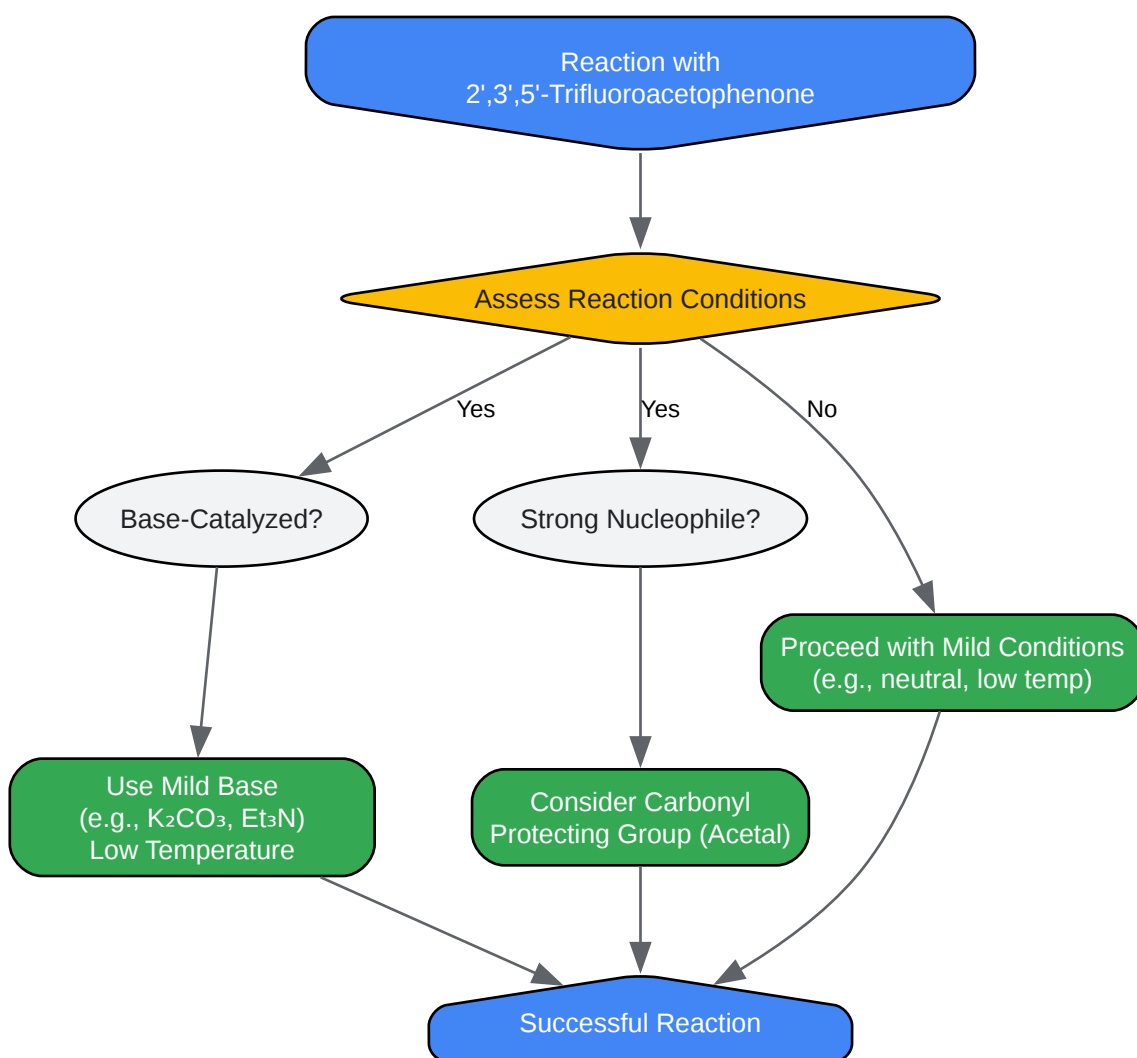 Reaction with
2',3',5'-Trifluoroacetophenone
Assess Reaction Conditions
Yes
Yes
No
Base-Catalyzed?
Strong Nucleophile?
Proceed with Mild Conditions
(e.g., neutral, low temp)
Use Mild Base
(e.g., K₂CO₃, Et₃N)
Low Temperature
Consider Carbonyl
Protecting Group (Acetal)
Successful Reaction